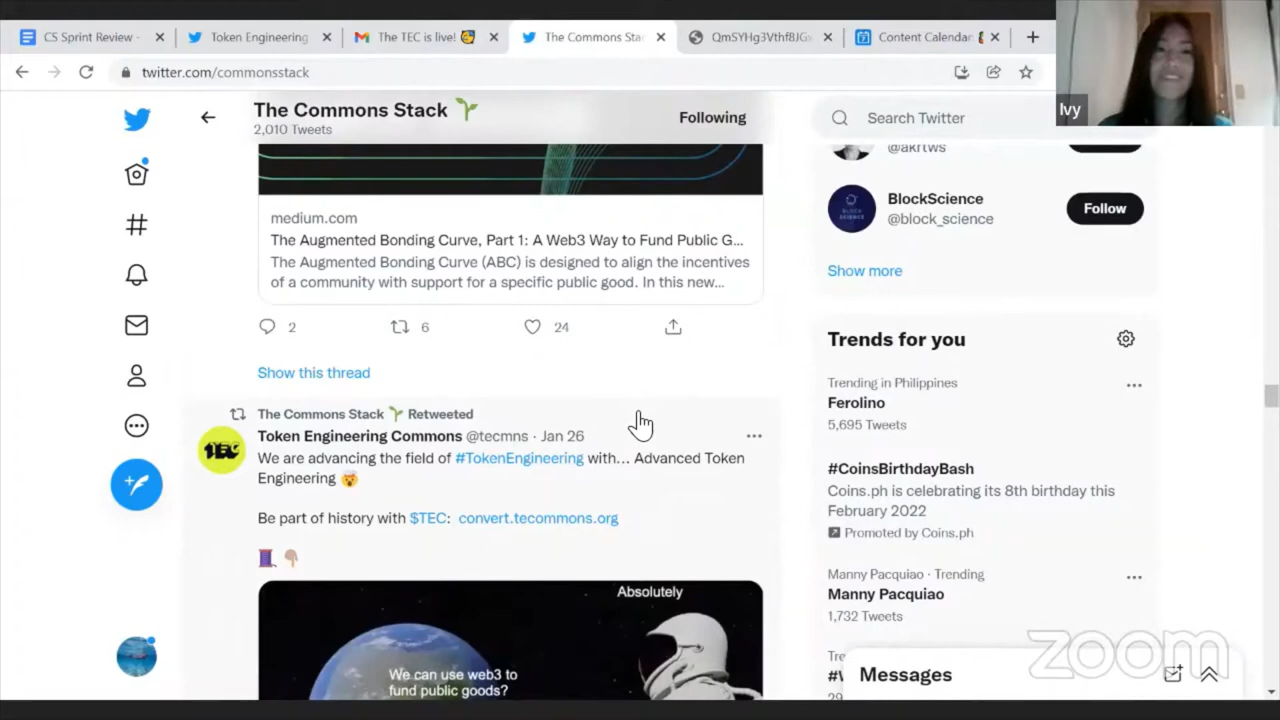 CS Sprint Review -
Token Engineering
The TEC is live!
The Commons Stac
QmSYHg3Vthf8JGx
Content Calendar
twitter.com/commonsstack
Ivy
The Commons Stack
2,010 Tweets
Following
Search Twitter
@akrtws
BlockScience
@block_science
Follow
Show more
medium.com
The Augmented Bonding Curve, Part 1: A Web3 Way to Fund Public G...
The Augmented Bonding Curve (ABC) is designed to align the incentives
of a community with support for a specific public good. In this new...
2 6 24
Show this thread
The Commons Stack Retweeted
TEC
Token Engineering Commons @tecmns · Jan 26
We are advancing the field of #TokenEngineering with... Advanced Token
Engineering 🤯
Be part of history with $TEC: convert.tecommons.org
🧵 👇🏼
Absolutely
We can use web3 to
fund public goods?
Trends for you
Trending in Philippines
Ferolino
5,695 Tweets
#CoinsBirthdayBash
Coins.ph is celebrating its 8th birthday this
February 2022
Promoted by Coins.ph
Manny Pacquiao · Trending
Manny Pacquiao
1,732 Tweets
Messages
zoom